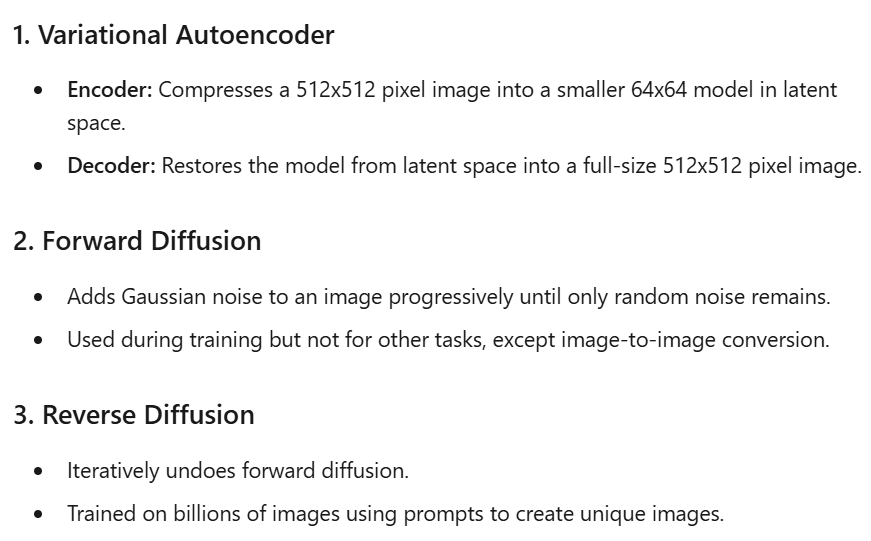 1. Variational Autoencoder
• Encoder: Compresses a 512x512 pixel image into a smaller 64x64 model in latent
space.
• Decoder: Restores the model from latent space into a full-size 512x512 pixel image.
2. Forward Diffusion
• Adds Gaussian noise to an image progressively until only random noise remains.
• Used during training but not for other tasks, except image-to-image conversion.
3. Reverse Diffusion
• Iteratively undoes forward diffusion.
• Trained on billions of images using prompts to create unique images.